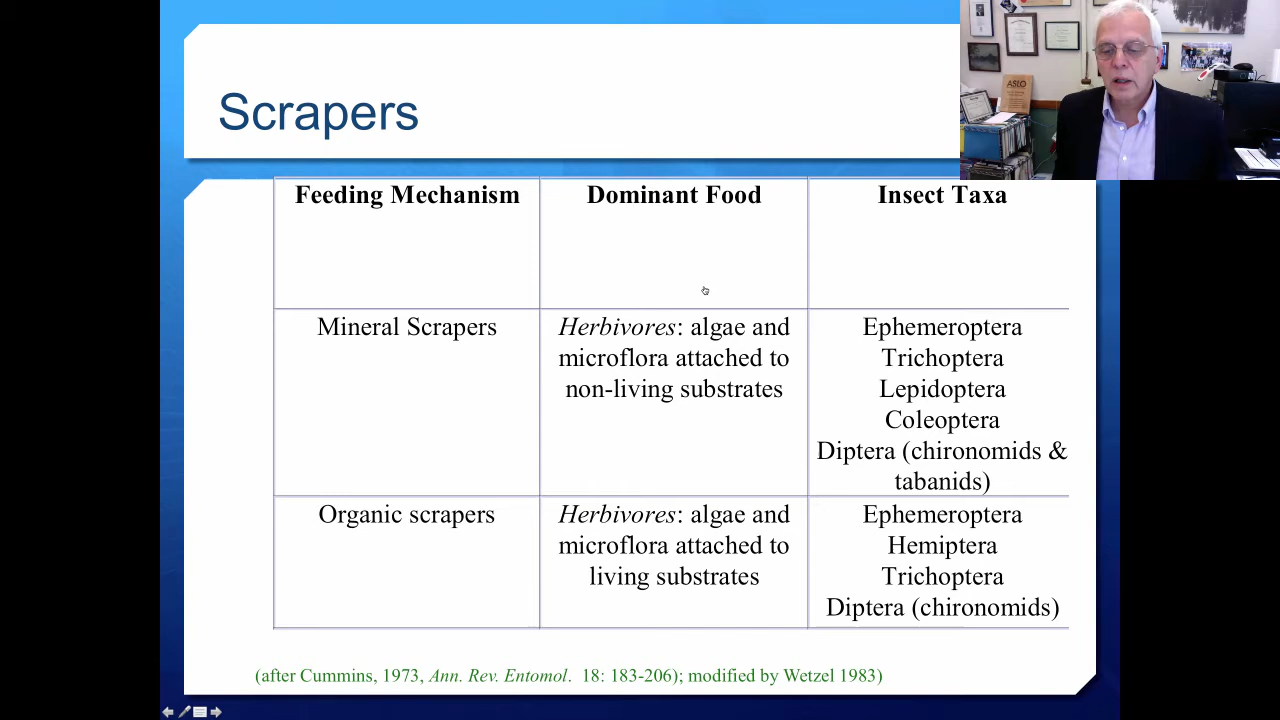 Scrapers
ASLO
Feeding Mechanism
Dominant Food
Insect Taxa
Mineral Scrapers
Herbivores: algae and
microflora attached to
non-living substrates
Ephemeroptera
Trichoptera
Lepidoptera
Coleoptera
Diptera (chironomids &
tabanids)
Organic scrapers
Herbivores: algae and
microflora attached to
living substrates
Ephemeroptera
Hemiptera
Trichoptera
Diptera (chironomids)
(after Cummins, 1973, Ann. Rev. Entomol. 18: 183-206); modified by Wetzel 1983)